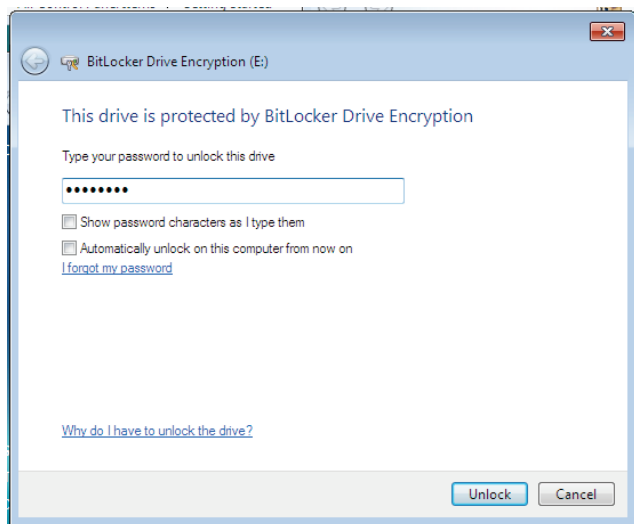 BitLocker Drive Encryption (E:)
This drive is protected by BitLocker Drive Encryption
Type your password to unlock this drive
••••••••
Show password characters as I type them
Automatically unlock on this computer from now on
I forgot my password
Why do I have to unlock the drive?
Unlock Cancel